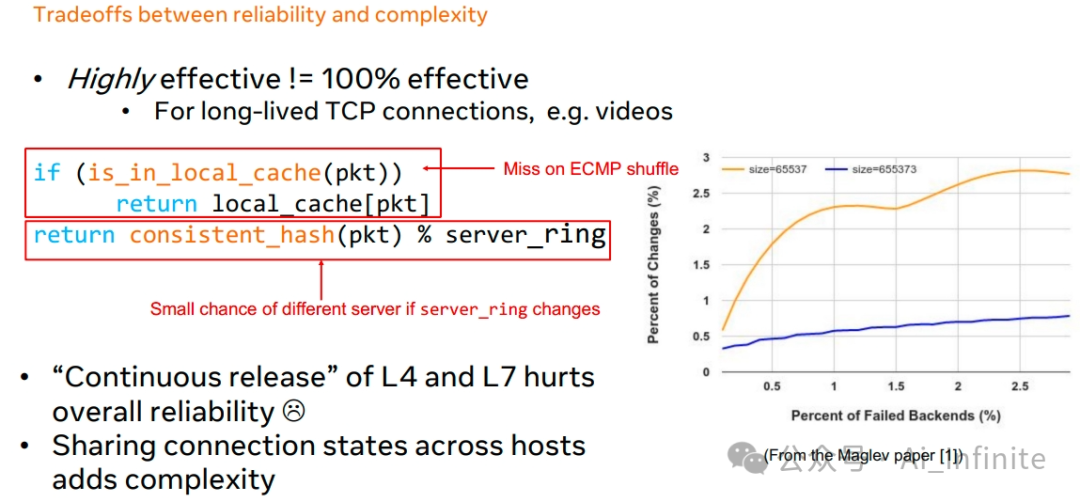 Tradeoffs between reliability and complexity
• Highly effective != 100% effective
• For long-lived TCP connections, e.g. videos
if (is_in_local_cache(pkt))
return local_cache[pkt]
return consistent_hash(pkt) % server_ring
Miss on ECMP shuffle
Small chance of different server if server_ring changes
• “Continuous release” of L4 and L7 hurts
overall reliability ☹
• Sharing connection states across hosts
adds complexity
size=65537 size=655373
Percent of Changes (%)
3
2.5
2
1.5
1
0.5
0
0.5 1 1.5 2 2.5
Percent of Failed Backends (%)
(From the Maglev paper [1])
公众号 · Ai_infinite